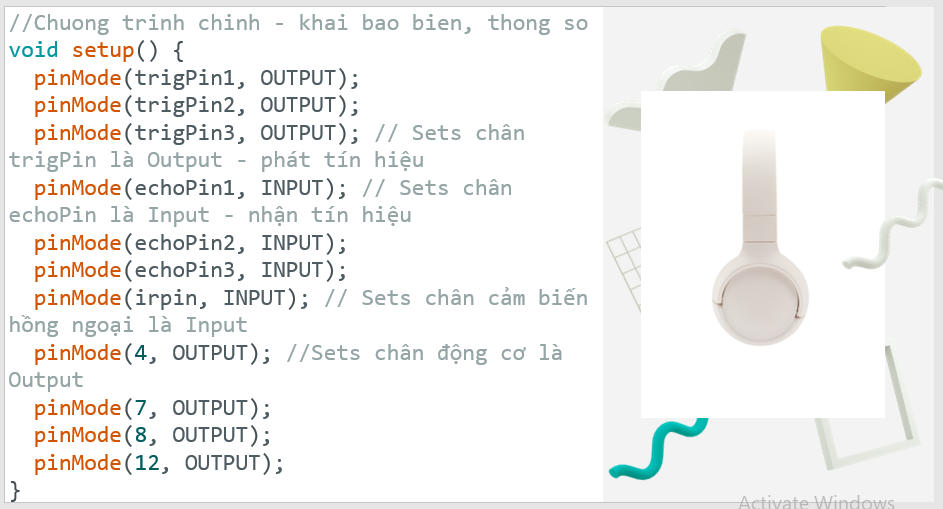 //Chuong trinh chinh - khai bao bien, thong so
void setup() {
pinMode(trigPin1, OUTPUT);
pinMode(trigPin2, OUTPUT);
pinMode(trigPin3, OUTPUT); // Sets chân
trigPin là Output - phát tín hiệu
pinMode(echoPin1, INPUT); // Sets chân
echoPin là Input - nhận tín hiệu
pinMode(echoPin2, INPUT);
pinMode(echoPin3, INPUT);
pinMode(irpin, INPUT); // Sets chân cảm biến
hồng ngoại là Input
pinMode(4, OUTPUT); //Sets chân động cơ là
Output
pinMode(7, OUTPUT);
pinMode(8, OUTPUT);
pinMode(12, OUTPUT);
}
Activate Windows